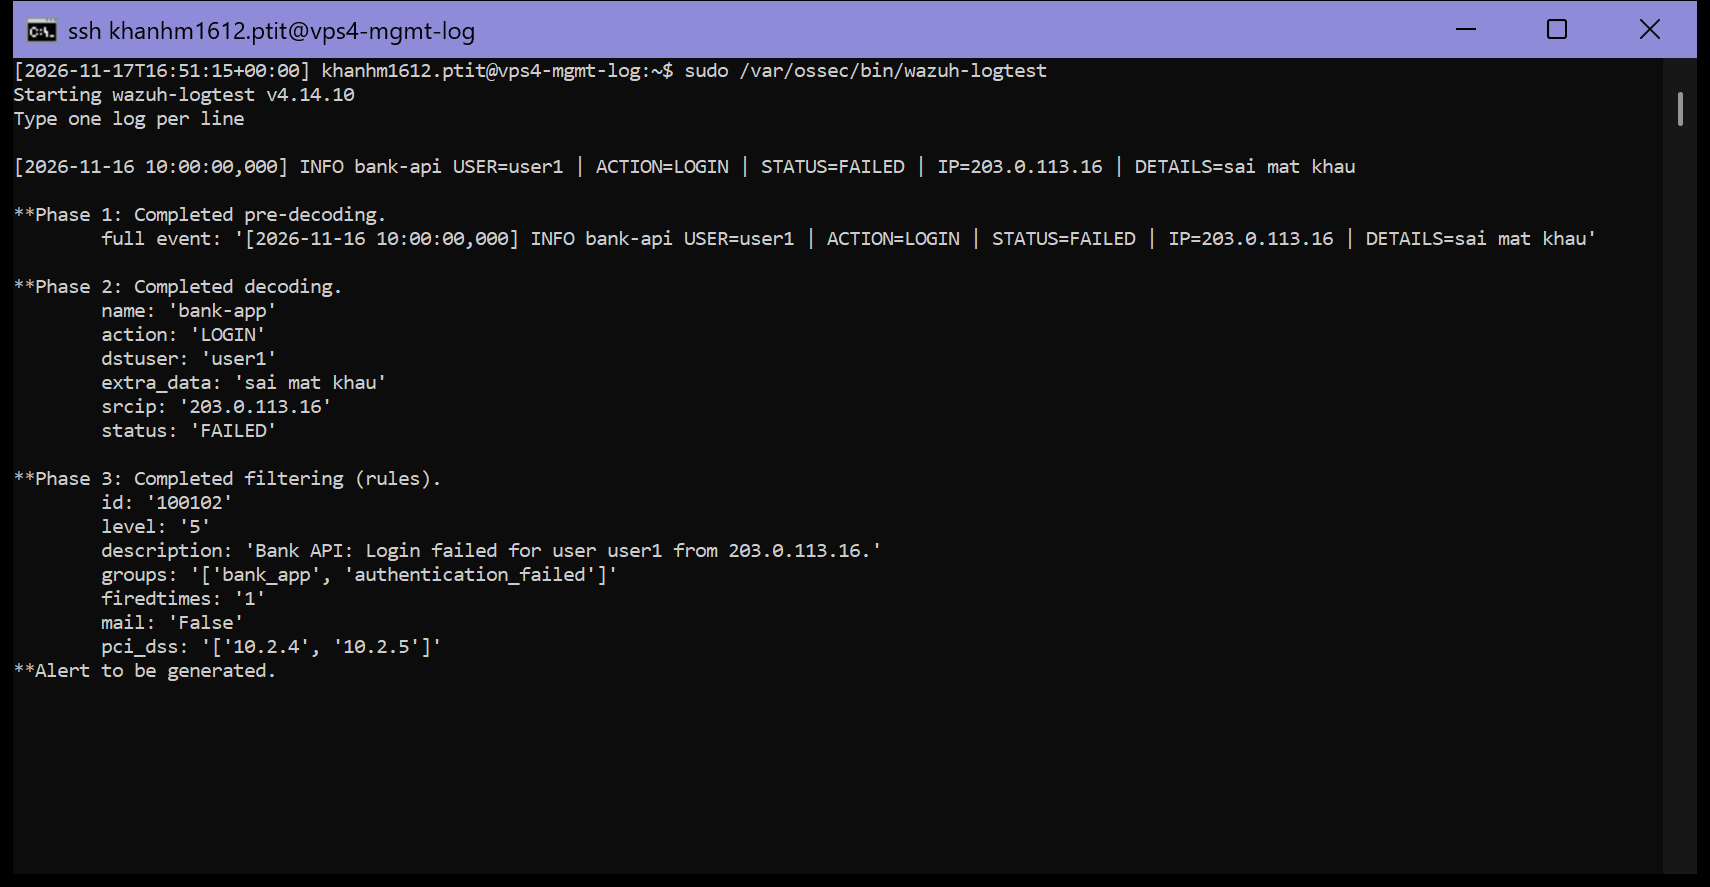 ssh khanhm1612.ptit@vps4-mgmt-log
[2026-11-17T16:51:15+00:00] khanhm1612.ptit@vps4-mgmt-log:~$ sudo /var/ossec/bin/wazuh-logtest
Starting wazuh-logtest v4.14.10
Type one log per line
[2026-11-16 10:00:00,000] INFO bank-api USER=user1 | ACTION=LOGIN | STATUS=FAILED | IP=203.0.113.16 | DETAILS=sai mat khau
**Phase 1: Completed pre-decoding.
full event: '[2026-11-16 10:00:00,000] INFO bank-api USER=user1 | ACTION=LOGIN | STATUS=FAILED | IP=203.0.113.16 | DETAILS=sai mat khau'
**Phase 2: Completed decoding.
name: 'bank-app'
action: 'LOGIN'
dstuser: 'user1'
extra_data: 'sai mat khau'
srcip: '203.0.113.16'
status: 'FAILED'
**Phase 3: Completed filtering (rules).
id: '100102'
level: '5'
description: 'Bank API: Login failed for user user1 from 203.0.113.16.'
groups: '['bank_app', 'authentication_failed']'
firedtimes: '1'
mail: 'False'
pci_dss: '['10.2.4', '10.2.5']'
**Alert to be generated.